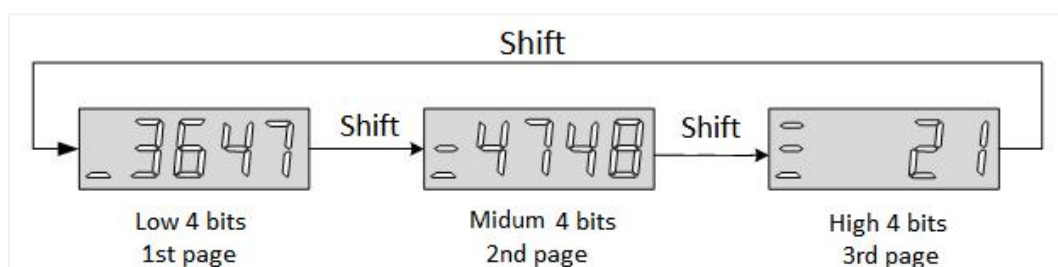 Shift
3647
Shift
4748
Shift
21
Low 4 bits
1st page
Midum 4 bits
2nd page
High 4 bits
3rd page